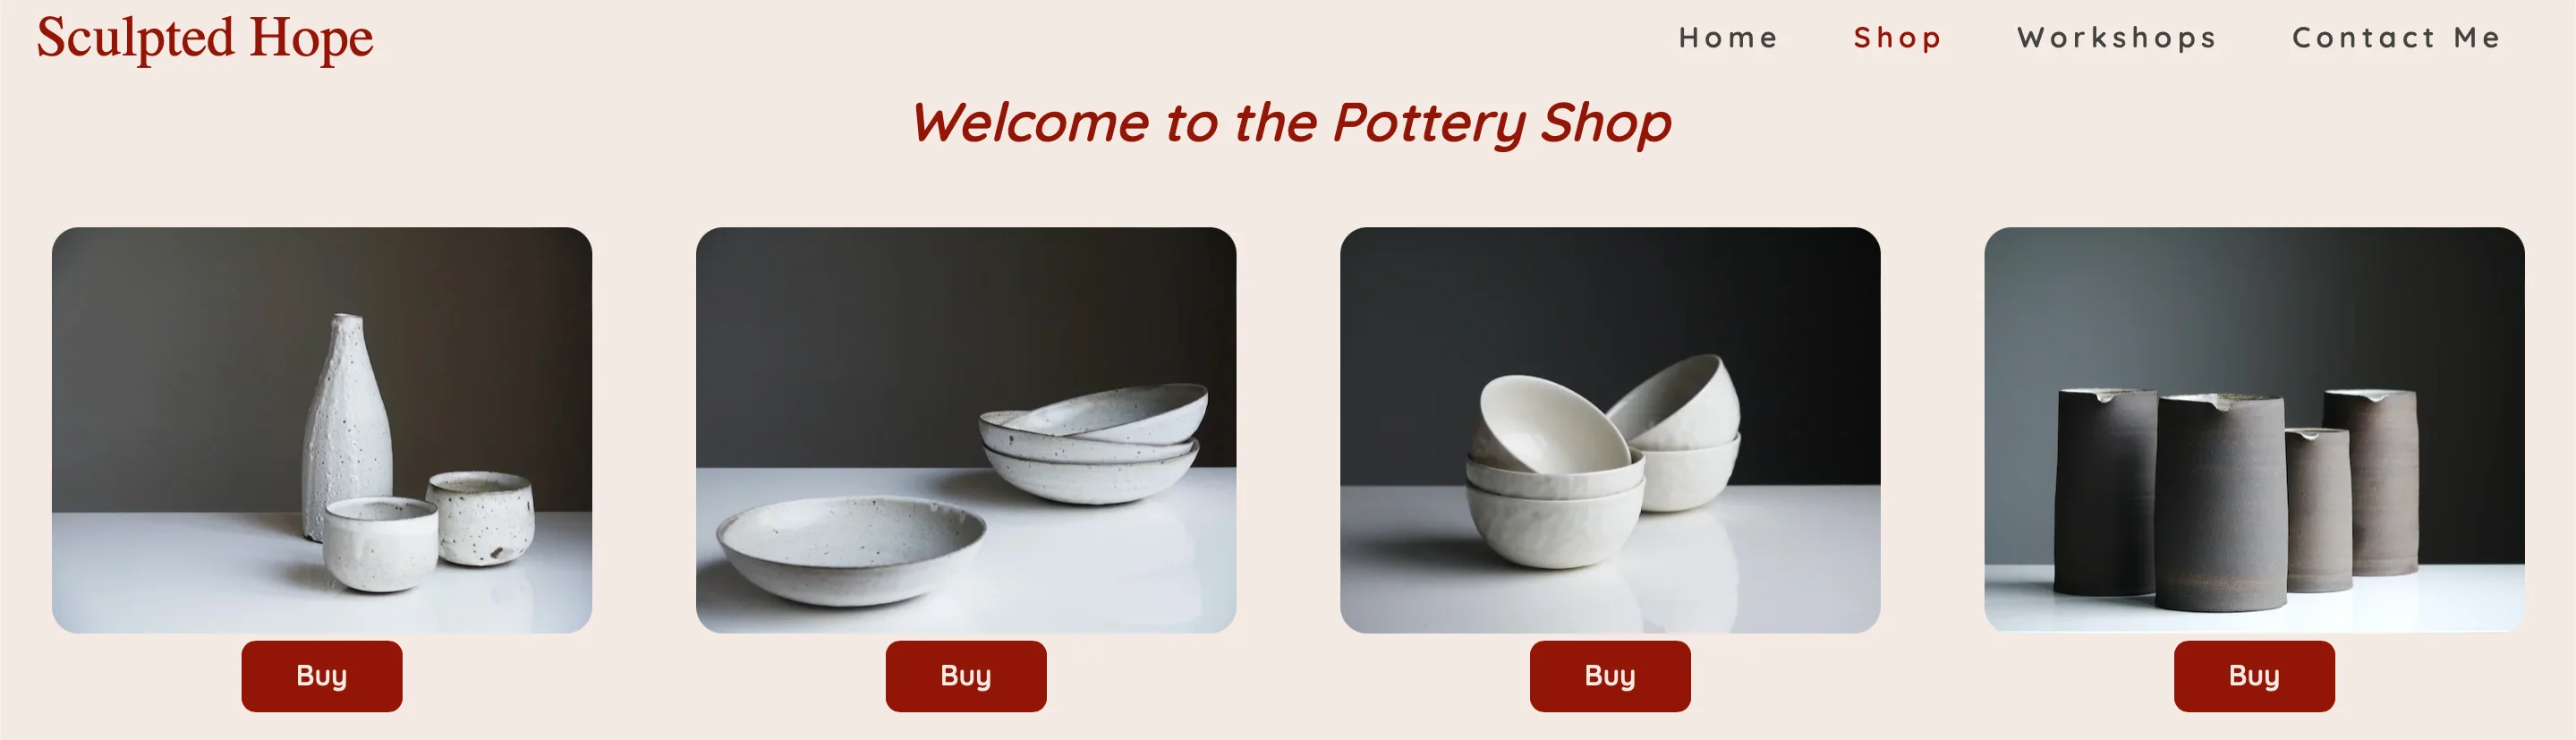 Sculpted Hope
Home Shop Workshops Contact Me
Welcome to the Pottery Shop
Buy Buy Buy Buy